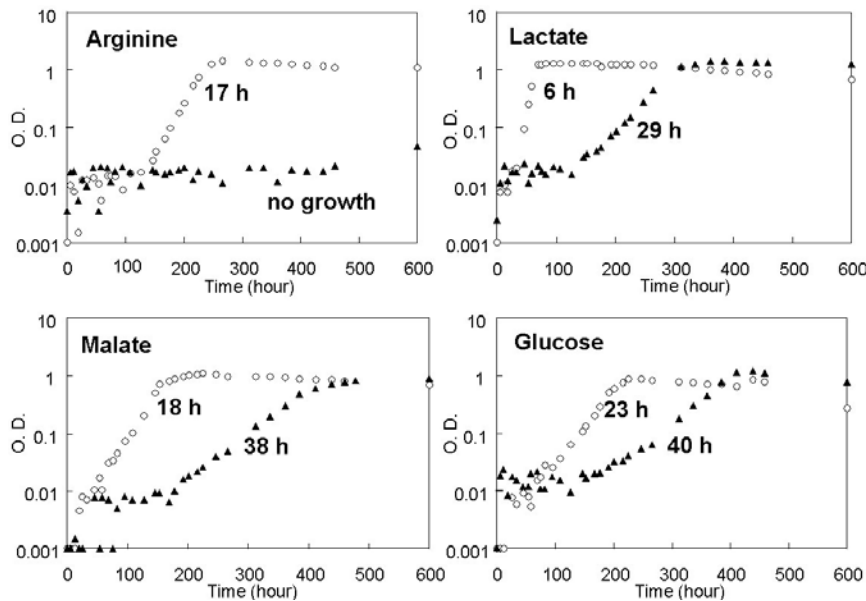 Arginine
O. D.
10
1
0.1
0.01
0.001
17 h
no growth
0 100 200 300 400 500 600
Time (hour)
Lactate
O. D.
10
1
0.1
0.01
0.001
6 h
29 h
0 100 200 300 400 500 600
Time (hour)
Malate
O. D.
10
1
0.1
0.01
0.001
18 h
38 h
0 100 200 300 400 500 600
Time (hour)
Glucose
O. D.
10
1
0.1
0.01
0.001
23 h
40 h
0 100 200 300 400 500 600
Time (hour)